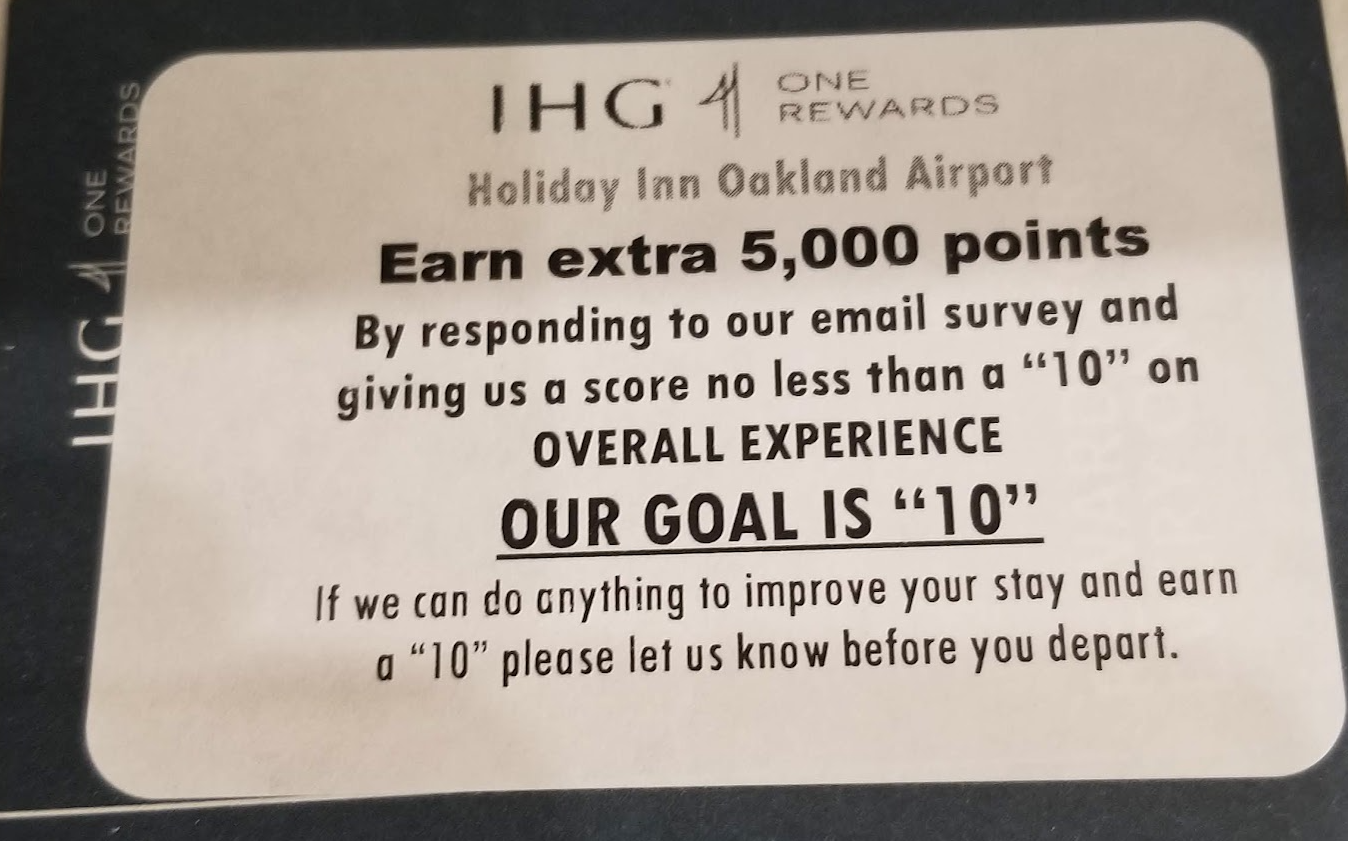 IHG ONE REWARDS
IHG ONE
REWARDS
Holiday Inn Oakland Airport
Earn extra 5,000 points
By responding to our email survey and
giving us a score no less than a “10” on
OVERALL EXPERIENCE
OUR GOAL IS “10”
If we can do anything to improve your stay and earn
a “10” please let us know before you depart.